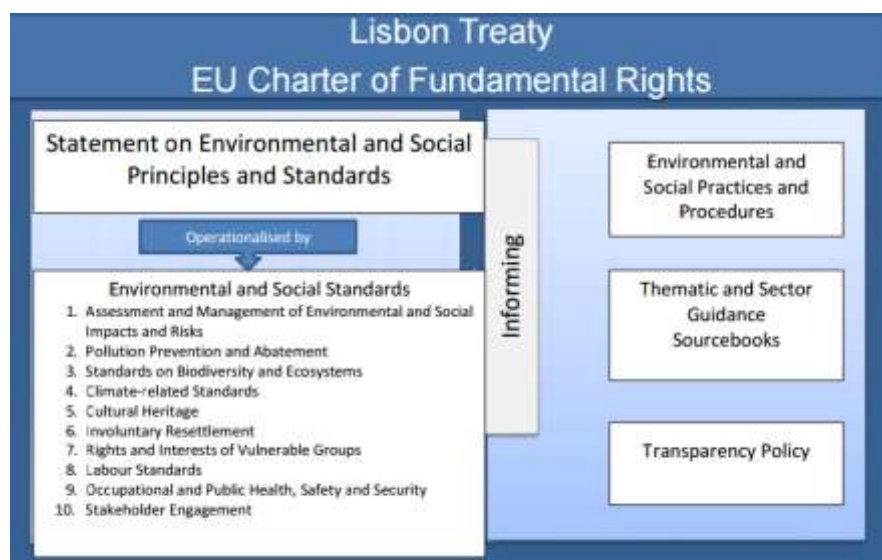 Lisbon Treaty
EU Charter of Fundamental Rights
Statement on Environmental and Social
Principles and Standards
Operationalised by
Environmental and Social Standards
1. Assessment and Management of Environmental and Social
Impacts and Risks
2. Pollution Prevention and Abatement
3. Standards on Biodiversity and Ecosystems
4. Climate-related Standards
5. Cultural Heritage
6. Involuntary Resettlement
7. Rights and Interests of Vulnerable Groups
8. Labour Standards
9. Occupational and Public Health, Safety and Security
10. Stakeholder Engagement
Informing
Environmental and
Social Practices and
Procedures
Thematic and Sector
Guidance
Sourcebooks
Transparency Policy